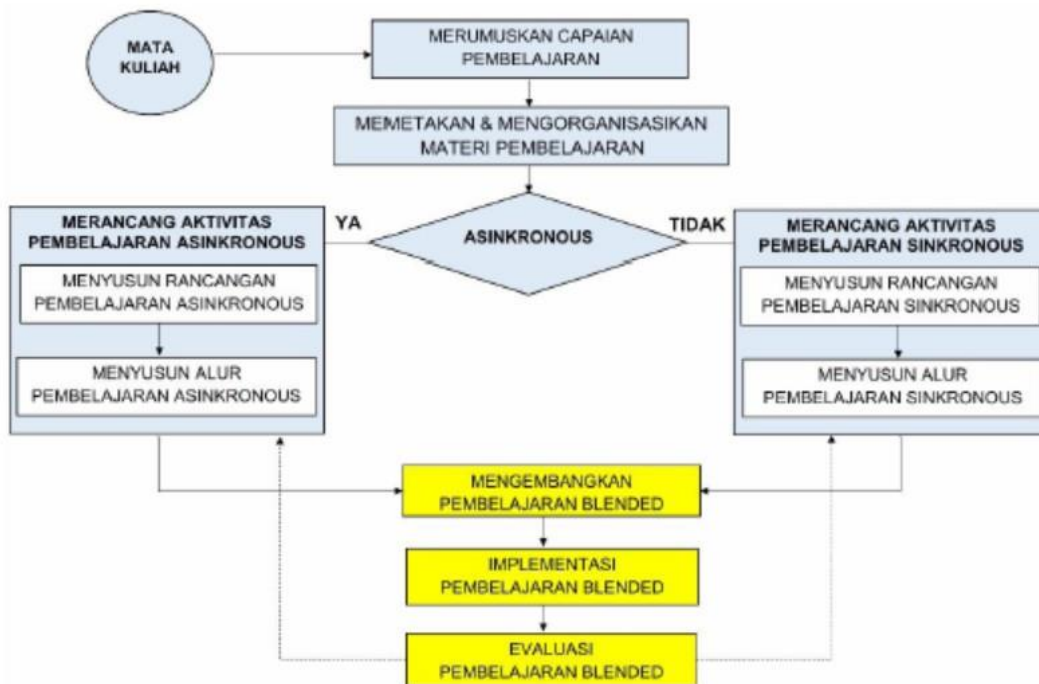 MATA
KULIAH
MERUMUSKAN CAPAIAN
PEMBELAJARAN
MEMETAKAN & MENGORGANISASIKAN
MATERI PEMBELAJARAN
ASINKRONOUS
YA
TIDAK
MERANCANG AKTIVITAS
PEMBELAJARAN ASINKRONOUS
MENYUSUN RANCANGAN
PEMBELAJARAN ASINKRONOUS
MENYUSUN ALUR
PEMBELAJARAN ASINKRONOUS
MERANCANG AKTIVITAS
PEMBELAJARAN SINKRONOUS
MENYUSUN RANCANGAN
PEMBELAJARAN SINKRONOUS
MENYUSUN ALUR
PEMBELAJARAN SINKRONOUS
MENGEMBANGKAN
PEMBELAJARAN BLENDED
IMPLEMENTASI
PEMBELAJARAN BLENDED
EVALUASI
PEMBELAJARAN BLENDED